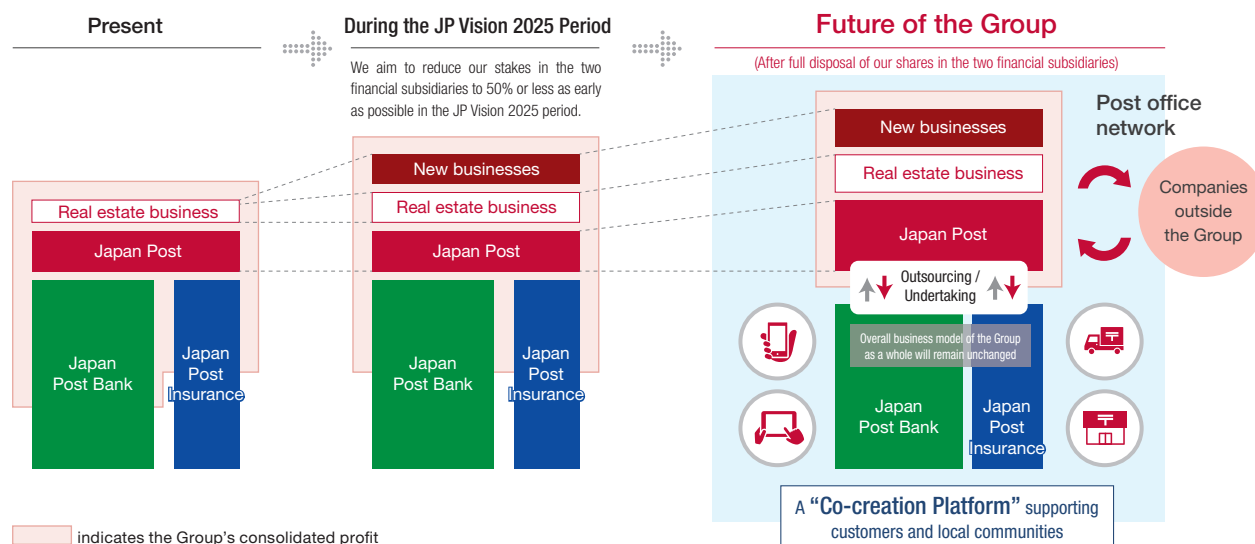 Present
During the JP Vision 2025 Period
Future of the Group
We aim to reduce our stakes in the two
financial subsidiaries to 50% or less as early
as possible in the JP Vision 2025 period.
(After full disposal of our shares in the two financial subsidiaries)
Real estate business
Japan Post
Japan
Post Bank
Japan
Post
Insurance
New businesses
Real estate business
Japan Post
Japan
Post Bank
Japan
Post
Insurance
New businesses
Real estate business
Japan Post
Post office
network
Companies
outside
the Group
Outsourcing /
Undertaking
Overall business model of the Group
as a whole will remain unchanged
Japan
Post Bank
Japan
Post
Insurance
〒
〒
A “Co-creation Platform” supporting
customers and local communities
indicates the Group's consolidated profit